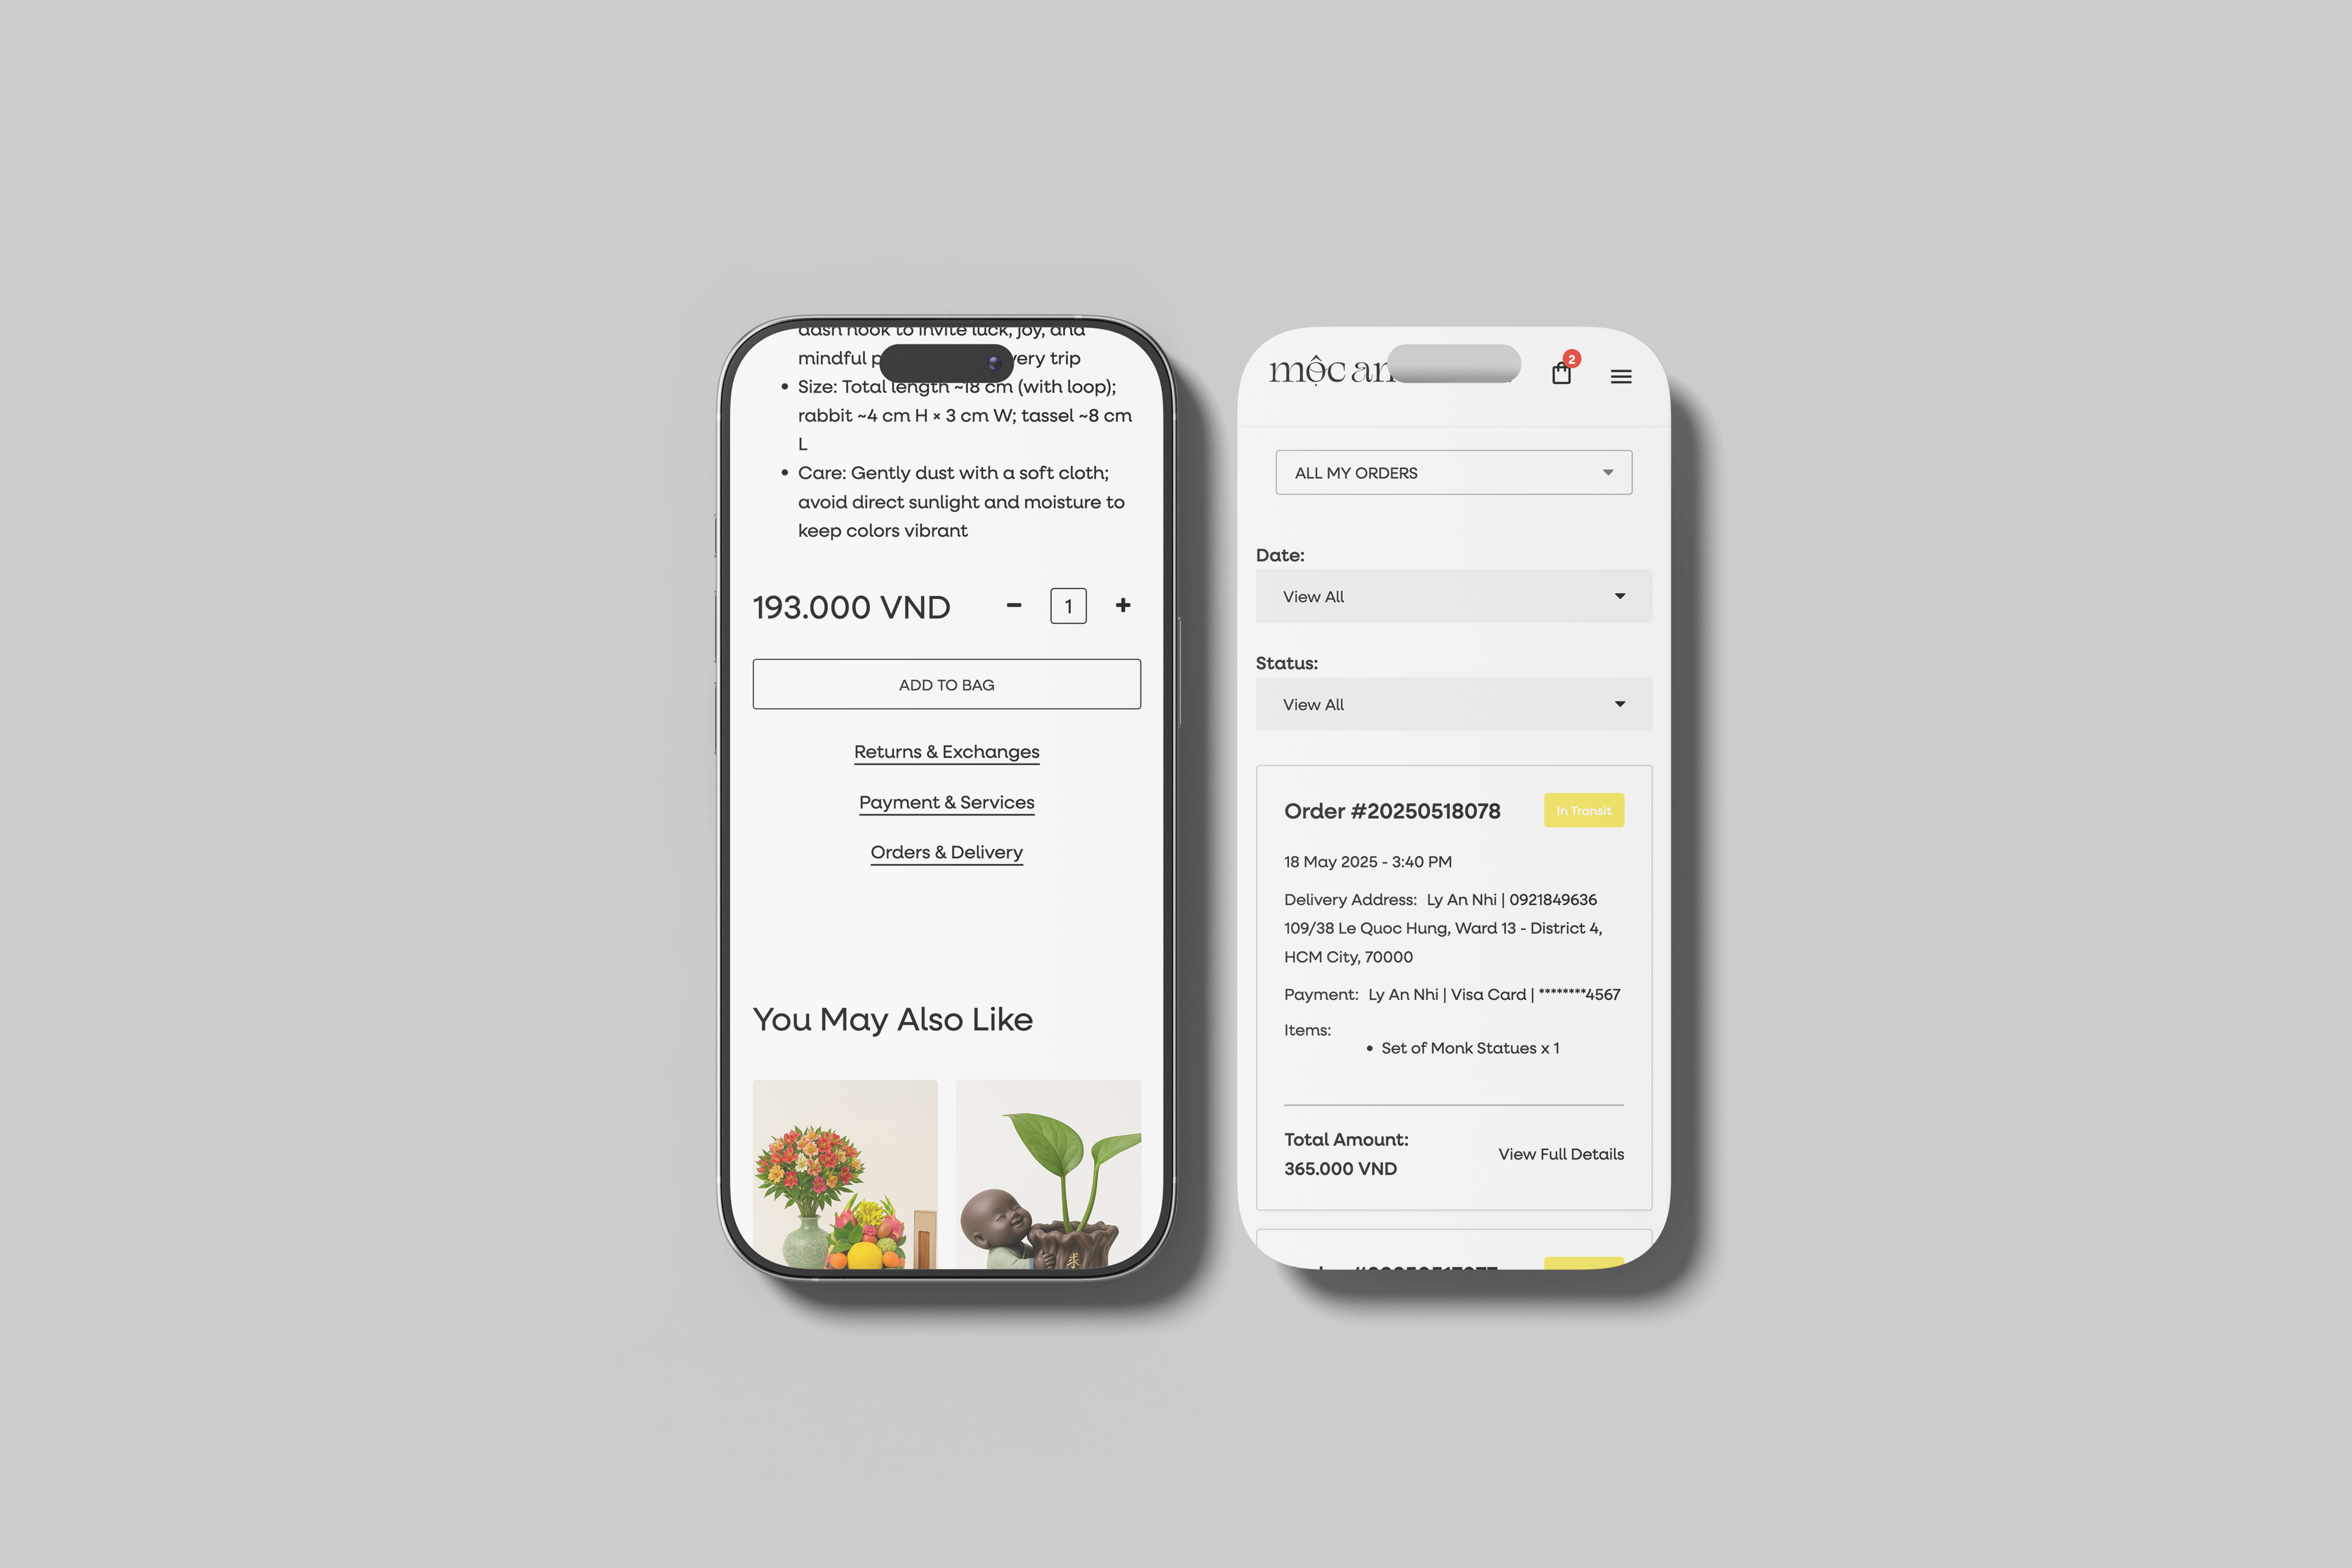 dash hook to invite luck, joy, and
mindful very trip
• Size: Total length ~18 cm (with loop);
rabbit ~4 cm H × 3 cm W; tassel ~8 cm
L
• Care: Gently dust with a soft cloth;
avoid direct sunlight and moisture to
keep colors vibrant
193.000 VND − 1 +
ADD TO BAG
Returns & Exchanges
Payment & Services
Orders & Delivery
You May Also Like
求
mộc an
2
ALL MY ORDERS
Date:
View All
Status:
View All
Order #20250518078 In Transit
18 May 2025 - 3:40 PM
Delivery Address: Ly An Nhi | 0921849636
109/38 Le Quoc Hung, Ward 13 - District 4,
HCM City, 70000
Payment: Ly An Nhi | Visa Card | ********4567
Items:
• Set of Monk Statues x 1
Total Amount:
365.000 VND
View Full Details